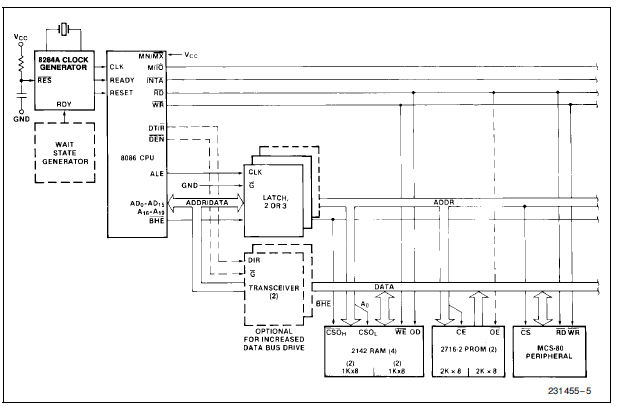 VCC
8284A CLOCK
GENERATOR
RES
RDY
GND
WAIT
STATE
GENERATOR
CLK
READY
RESET
MN/MX
VCC
M/IO
INTA
RD
WR
DT/R
DEN
8086 CPU
ALE
AD0-AD15
A16-A19
BHE
GND
ADDR/DATA
CLK
G
LATCH,
2 OR 3
ADDR
DIR
G
TRANSCEIVER
(2)
DATA
OPTIONAL
FOR INCREASED
DATA BUS DRIVE
BHE
A0
CSOH
CSOL
WE
OD
2142 RAM (4)
(2)
1K×8
(2)
1K×8
CE
OE
2716-2 PROM (2)
2K × 8
2K × 8
CS
RD
WR
MCS-80
PERIPHERAL
231455–5